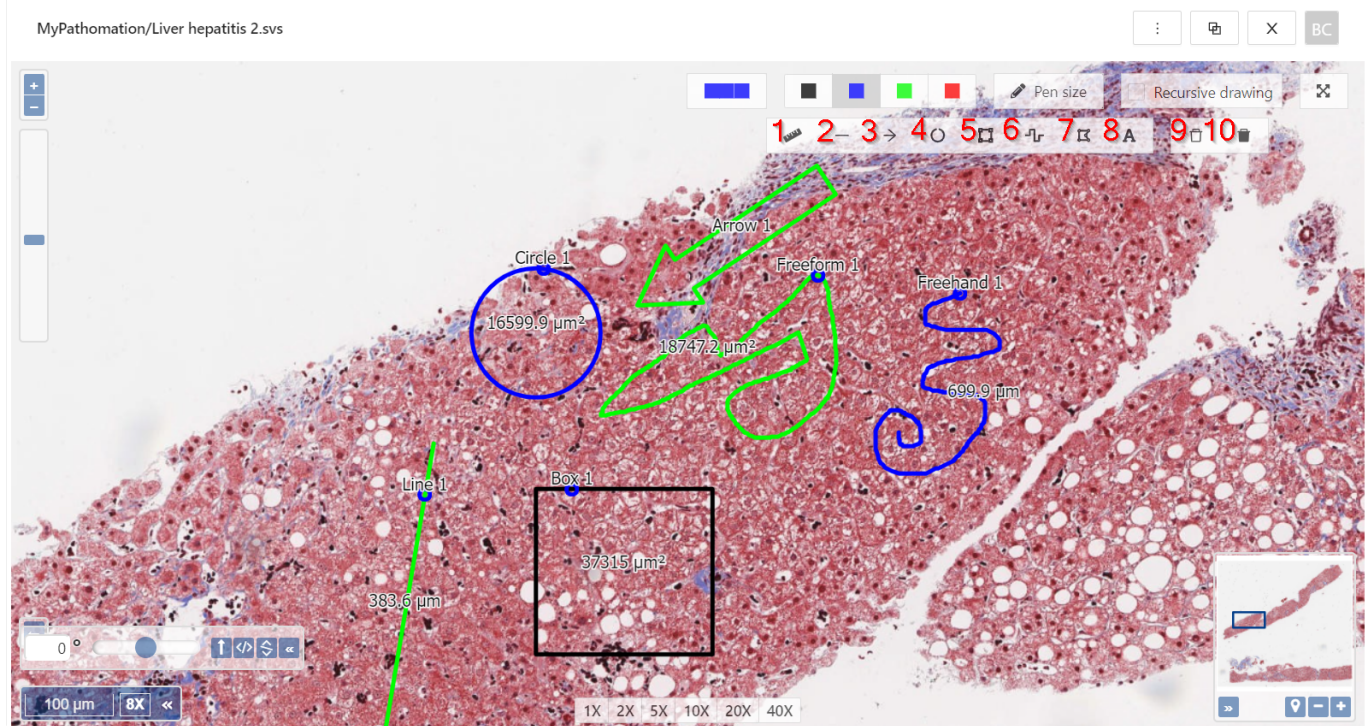 MyPathomation/Liver hepatitis 2.svs
BC
Pen size
Recursive drawing
1 2 3 4 5 6 7 8 A 9 10
Arrow 1
Circle 1
Freeform 1
Freehand 1
16599.9 µm²
18747.2 µm²
699.9 µm
Line 1
Box 1
37315 µm²
383.6 µm
0 °
100 µm 8X «
1X 2X 5X 10X 20X 40X